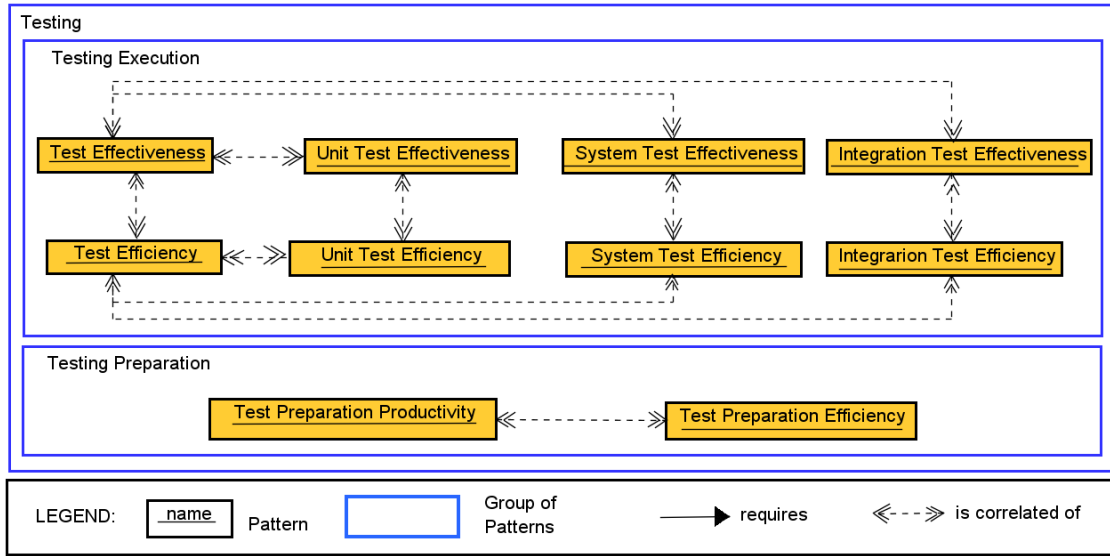 Testing
Testing Execution
Test Effectiveness
Unit Test Effectiveness
System Test Effectiveness
Integration Test Effectiveness
Test Efficiency
Unit Test Efficiency
System Test Efficiency
Integrarion Test Efficiency
Testing Preparation
Test Preparation Productivity
Test Preparation Efficiency
LEGEND:
name
Pattern
Group of
Patterns
requires
is correlated of